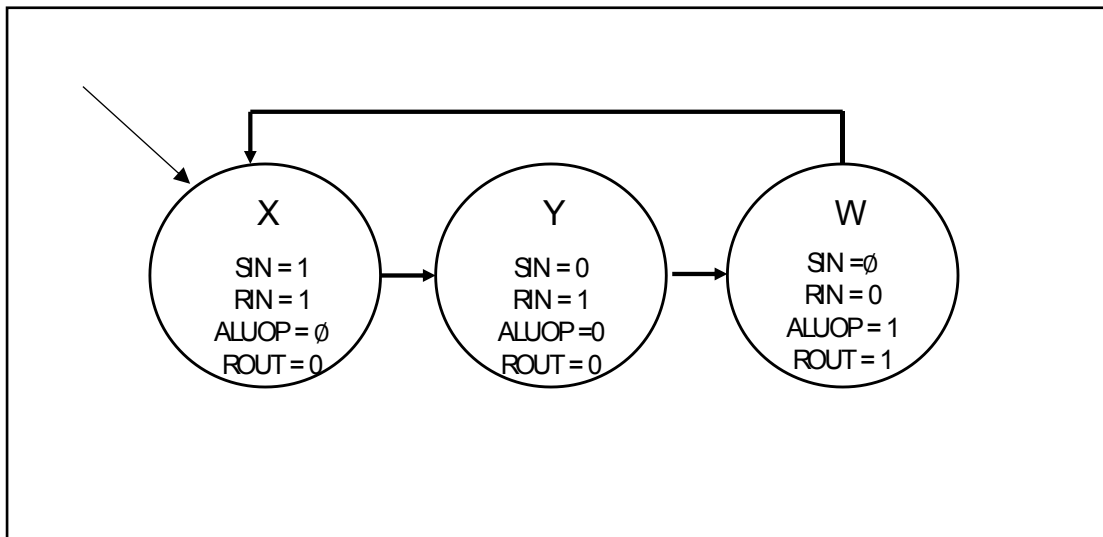 X
SIN = 1
RIN = 1
ALUOP = ∅
ROUT = 0
Y
SIN = 0
RIN = 1
ALUOP =0
ROUT = 0
W
SIN =∅
RIN = 0
ALUOP = 1
ROUT = 1